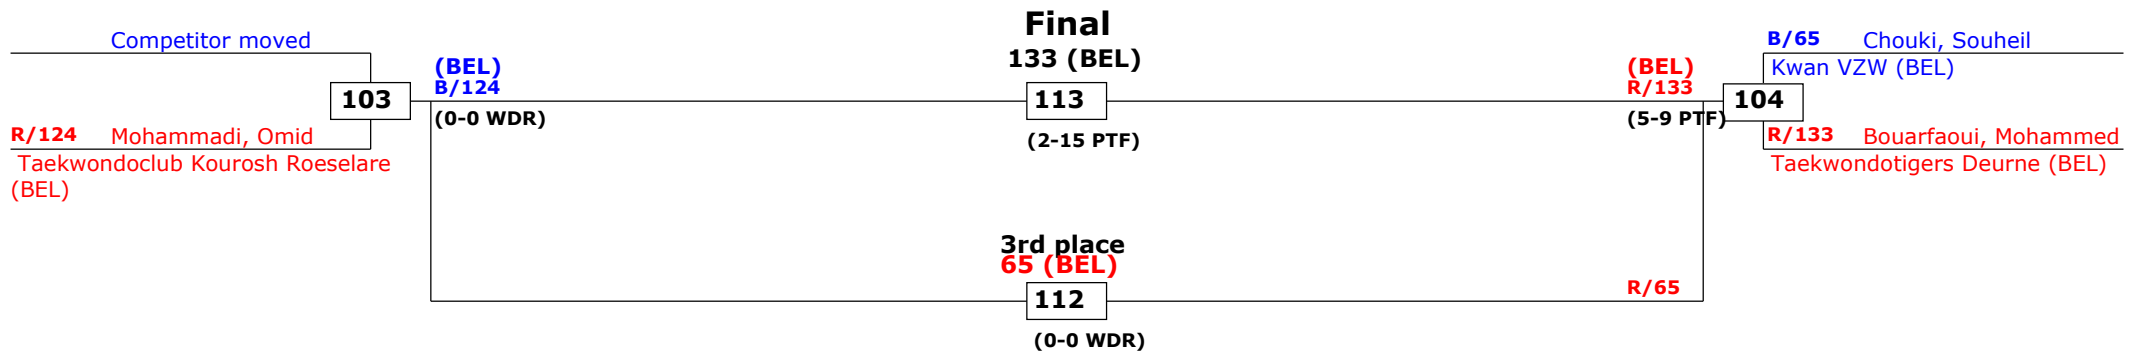 Final
133 (BEL)
Competitor moved
103
R/124 Mohammadi, Omid
Taekwondoclub Kourosh Roeselare
(BEL)
(BEL)
B/124
(0-0 WDR)
113
(2-15 PTF)
(BEL)
R/133
(5-9 PTF)
B/65 Chouki, Souheil
Kwan VZW (BEL)
104
R/133 Bouarfaoui, Mohammed
Taekwondotigers Deurne (BEL)
3rd place
65 (BEL)
112
(0-0 WDR)
R/65